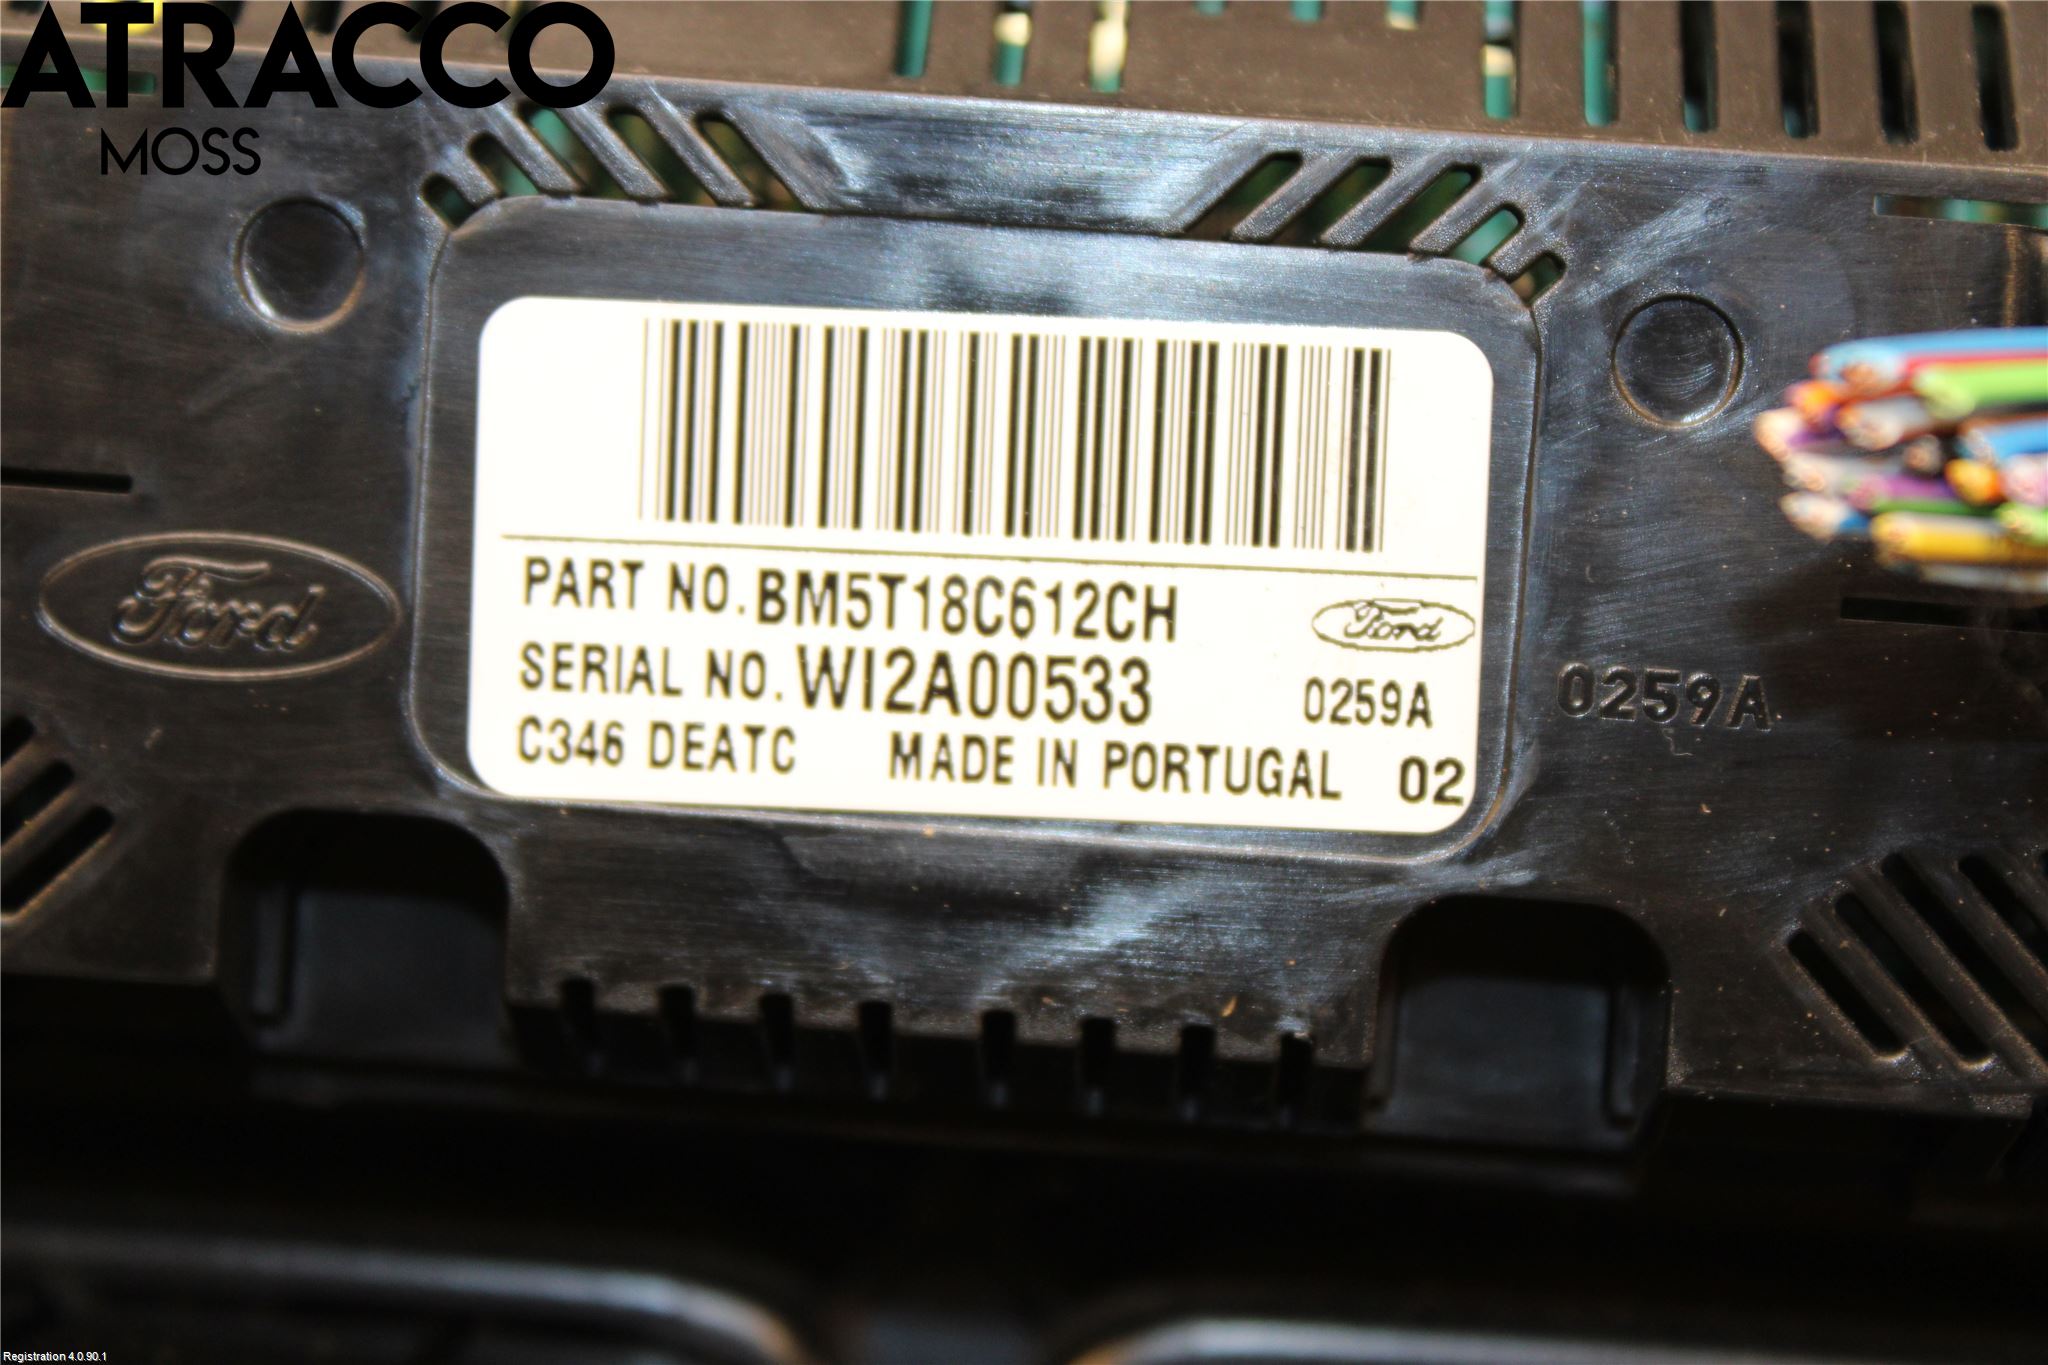 ATRACCO
MOSS
PART NO. BM5T18C612CH
Ford
SERIAL NO. WI2A00533
0259A
C346 DEATC MADE IN PORTUGAL 02
Ford
0259A
Registration 4.0.90.1